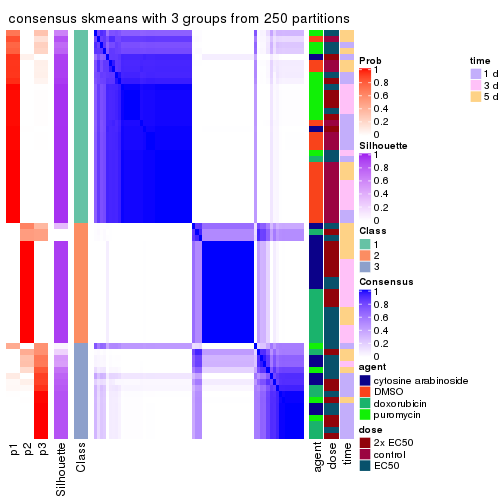 consensus skmeans with 3 groups from 250 partitions
Prob
1
0.8
0.6
0.4
0.2
0
Silhouette
1
0.8
0.6
0.4
0.2
0
Class
1
2
3
Consensus
1
0.8
0.6
0.4
0.2
0
agent
cytosine arabinoside
DMSO
doxorubicin
puromycin
dose
2x EC50
control
EC50
time
1 d
3 d
5 d
p1
p2
p3
Silhouette
Class
agent
dose
time